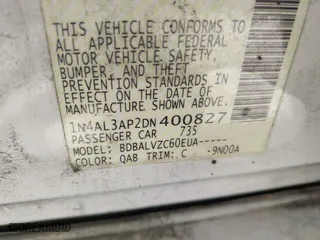 THIS VEHICLE CONFORMS TO
ALL APPLICABLE FEDERAL
MOTOR VEHICLE SAFETY,
BUMPER, AND THEFT
PREVENTION STANDARDS IN
EFFECT ON THE DATE OF
MANUFACTURE SHOWN ABOVE.
1N4AL3AP2DN400827
PASSENGER CAR 735
MODEL: BDBALVZC60EUA-----
COLOR: QAB TRIM: C -9N00A